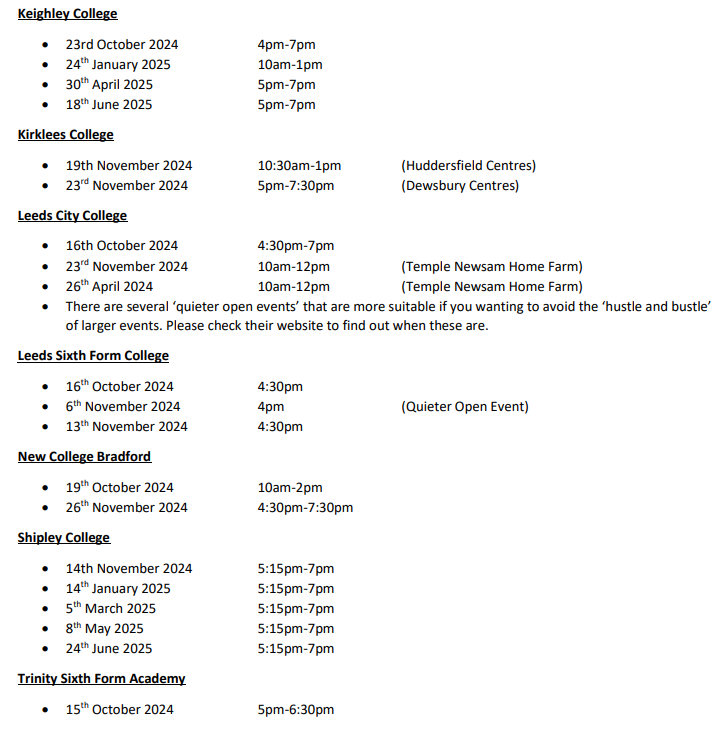 Keighley College
• 23rd October 2024 4pm-7pm
• 24th January 2025 10am-1pm
• 30th April 2025 5pm-7pm
• 18th June 2025 5pm-7pm
Kirklees College
• 19th November 2024 10:30am-1pm (Huddersfield Centres)
• 23rd November 2024 5pm-7:30pm (Dewsbury Centres)
Leeds City College
• 16th October 2024 4:30pm-7pm
• 23rd November 2024 10am-12pm (Temple Newsam Home Farm)
• 26th April 2024 10am-12pm (Temple Newsam Home Farm)
• There are several ‘quieter open events’ that are more suitable if you wanting to avoid the ‘hustle and bustle’
of larger events. Please check their website to find out when these are.
Leeds Sixth Form College
• 16th October 2024 4:30pm
• 6th November 2024 4pm (Quieter Open Event)
• 13th November 2024 4:30pm
New College Bradford
• 19th October 2024 10am-2pm
• 26th November 2024 4:30pm-7:30pm
Shipley College
• 14th November 2024 5:15pm-7pm
• 14th January 2025 5:15pm-7pm
• 5th March 2025 5:15pm-7pm
• 8th May 2025 5:15pm-7pm
• 24th June 2025 5:15pm-7pm
Trinity Sixth Form Academy
• 15th October 2024 5pm-6:30pm